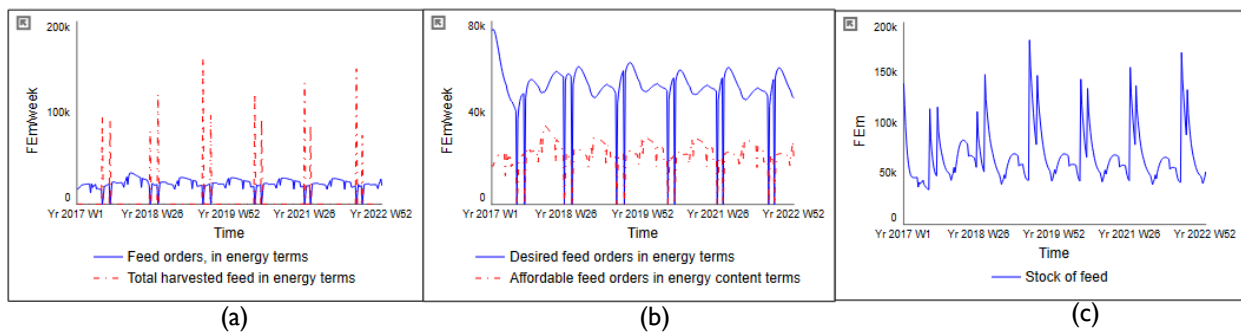 200k
100k
0
FEm/week
Yr 2017 W1 Yr 2018 W26 Yr 2019 W52 Yr 2021 W26 Yr 2022 W52
Time
Feed orders, in energy terms
Total harvested feed in energy terms
(a)
80k
40k
0
FEm/week
Yr 2017 W1 Yr 2018 W26 Yr 2019 W52 Yr 2021 W26 Yr 2022 W52
Time
Desired feed orders in energy terms
Affordable feed orders in energy content terms
(b)
200k
150k
100k
50k
0
FEm
Yr 2017 W1 Yr 2018 W26 Yr 2019 W52 Yr 2021 W26 Yr 2022 W52
Time
Stock of feed
(c)